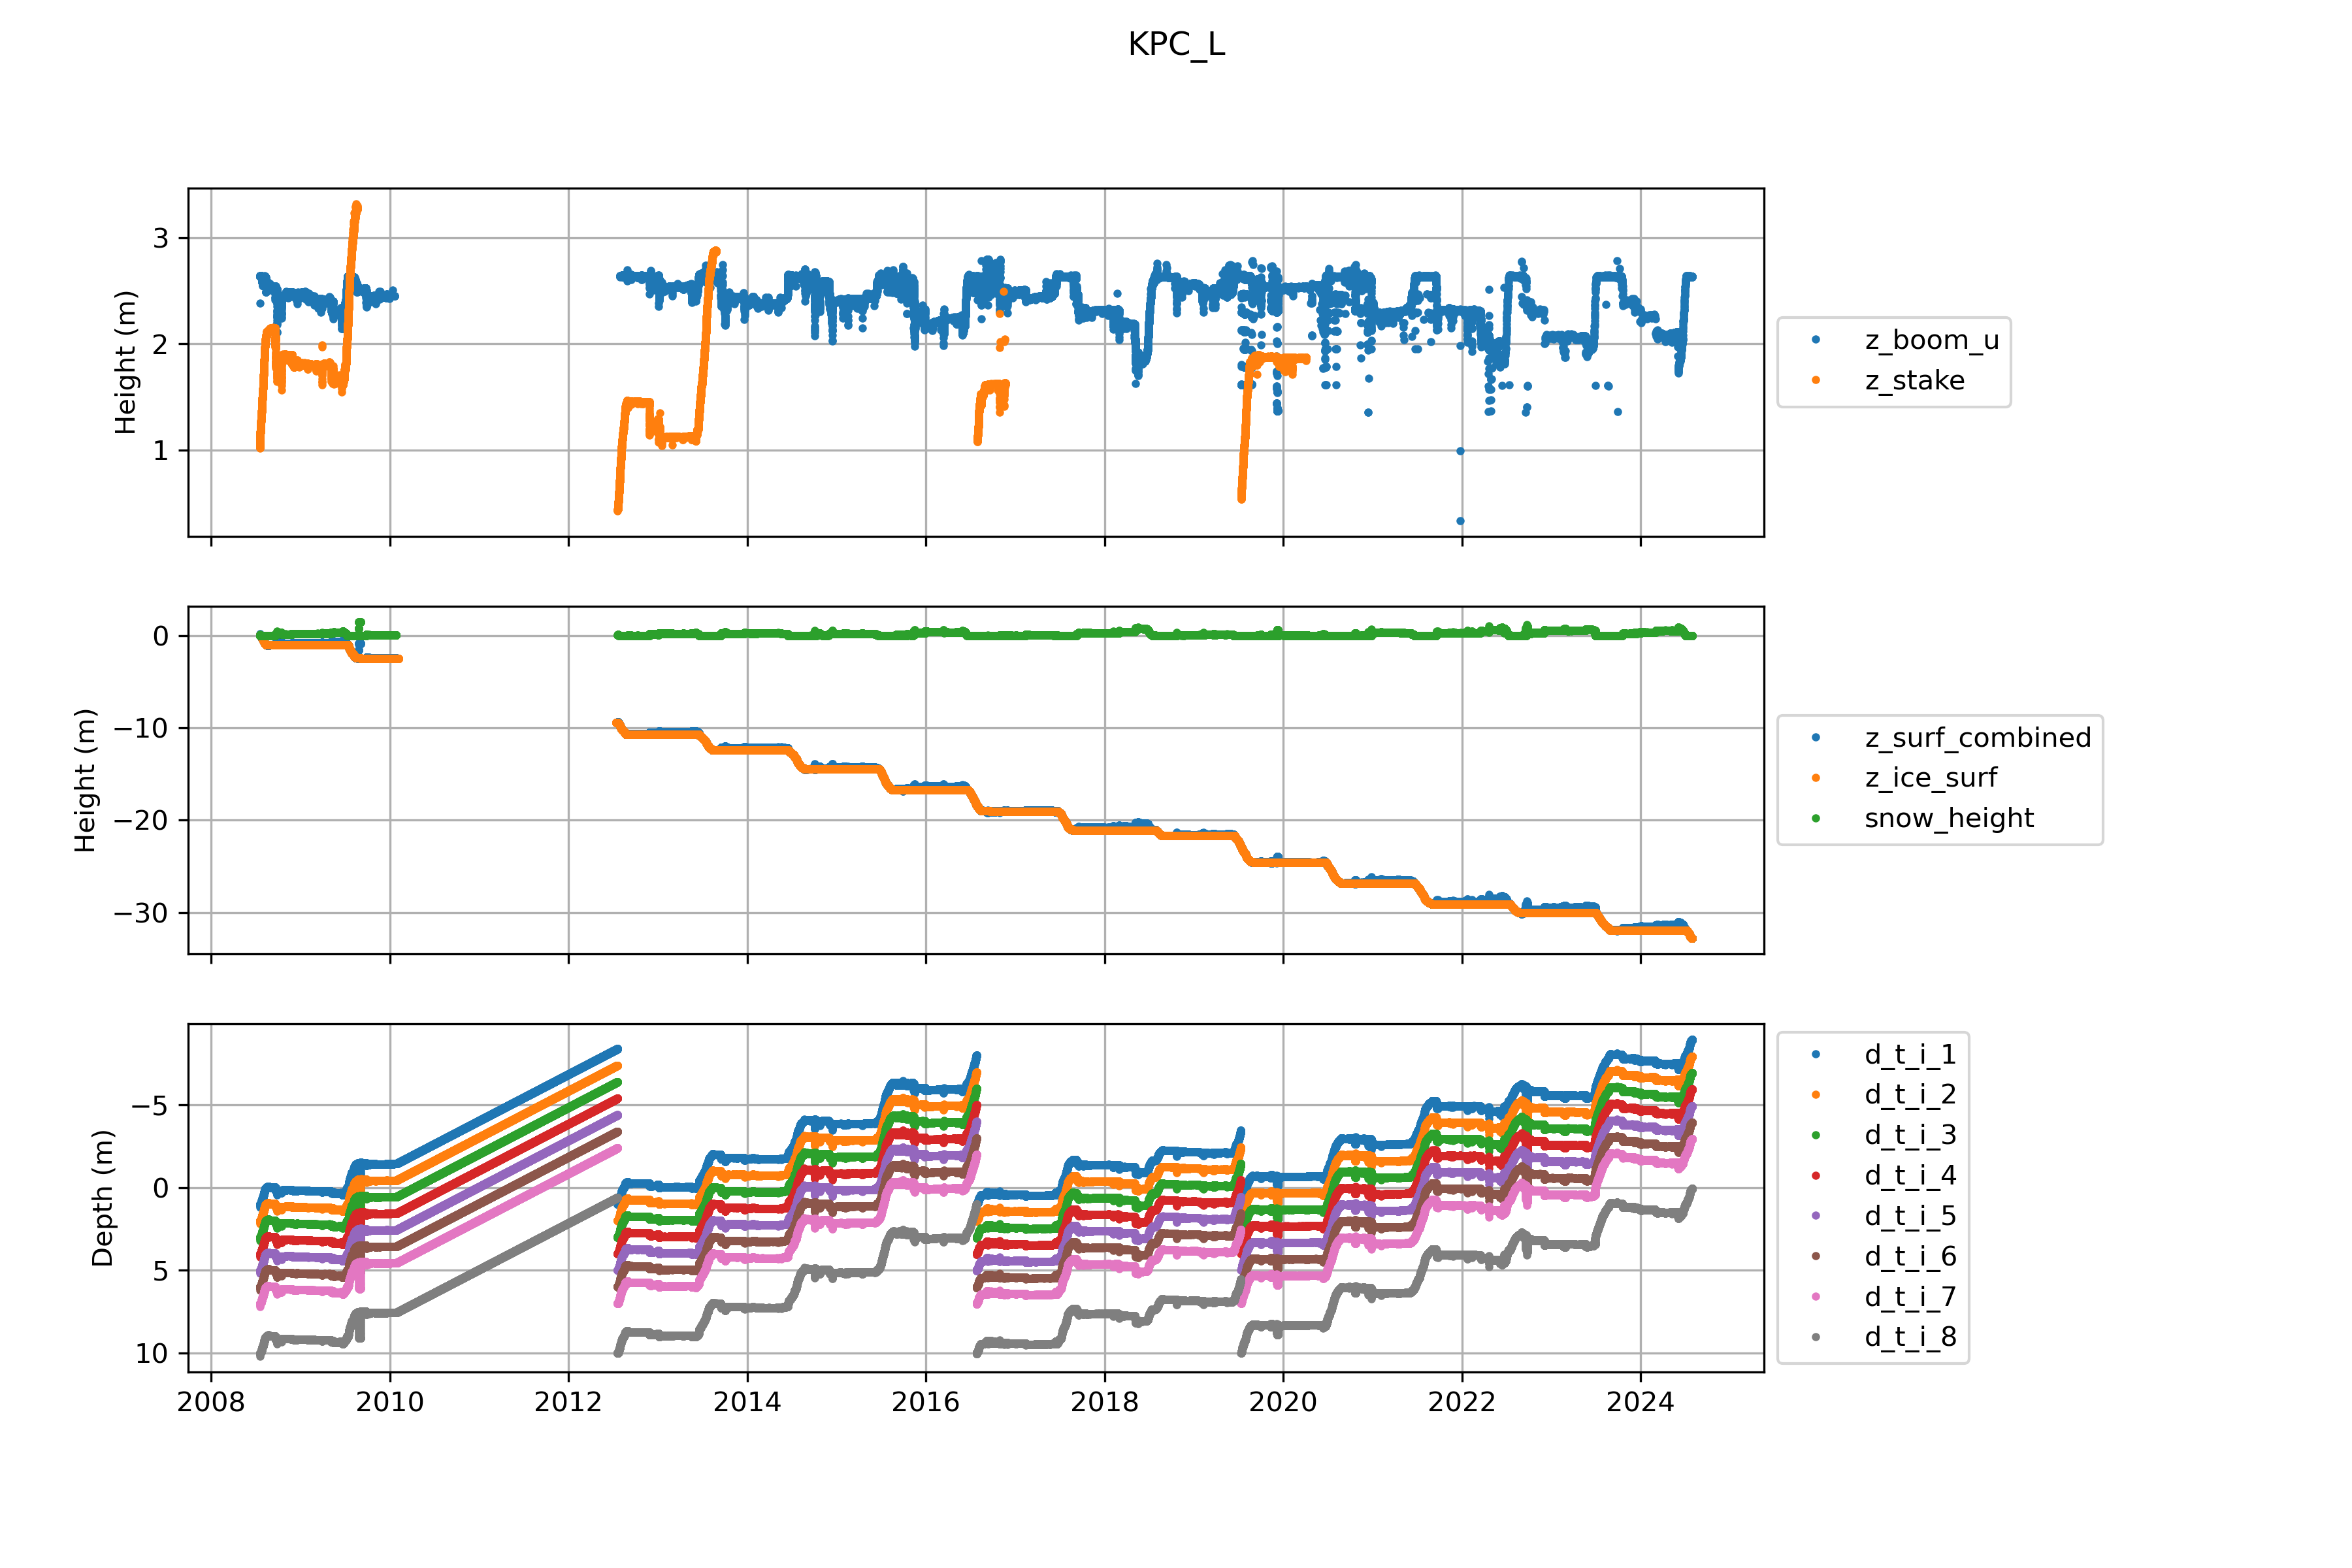 KPC_L
Height (m)
3
2
1
z_boom_u
z_stake
Height (m)
0
−10
−20
−30
z_surf_combined
z_ice_surf
snow_height
Depth (m)
−5
0
5
10
2008 2010 2012 2014 2016 2018 2020 2022 2024
d_t_i_1
d_t_i_2
d_t_i_3
d_t_i_4
d_t_i_5
d_t_i_6
d_t_i_7
d_t_i_8